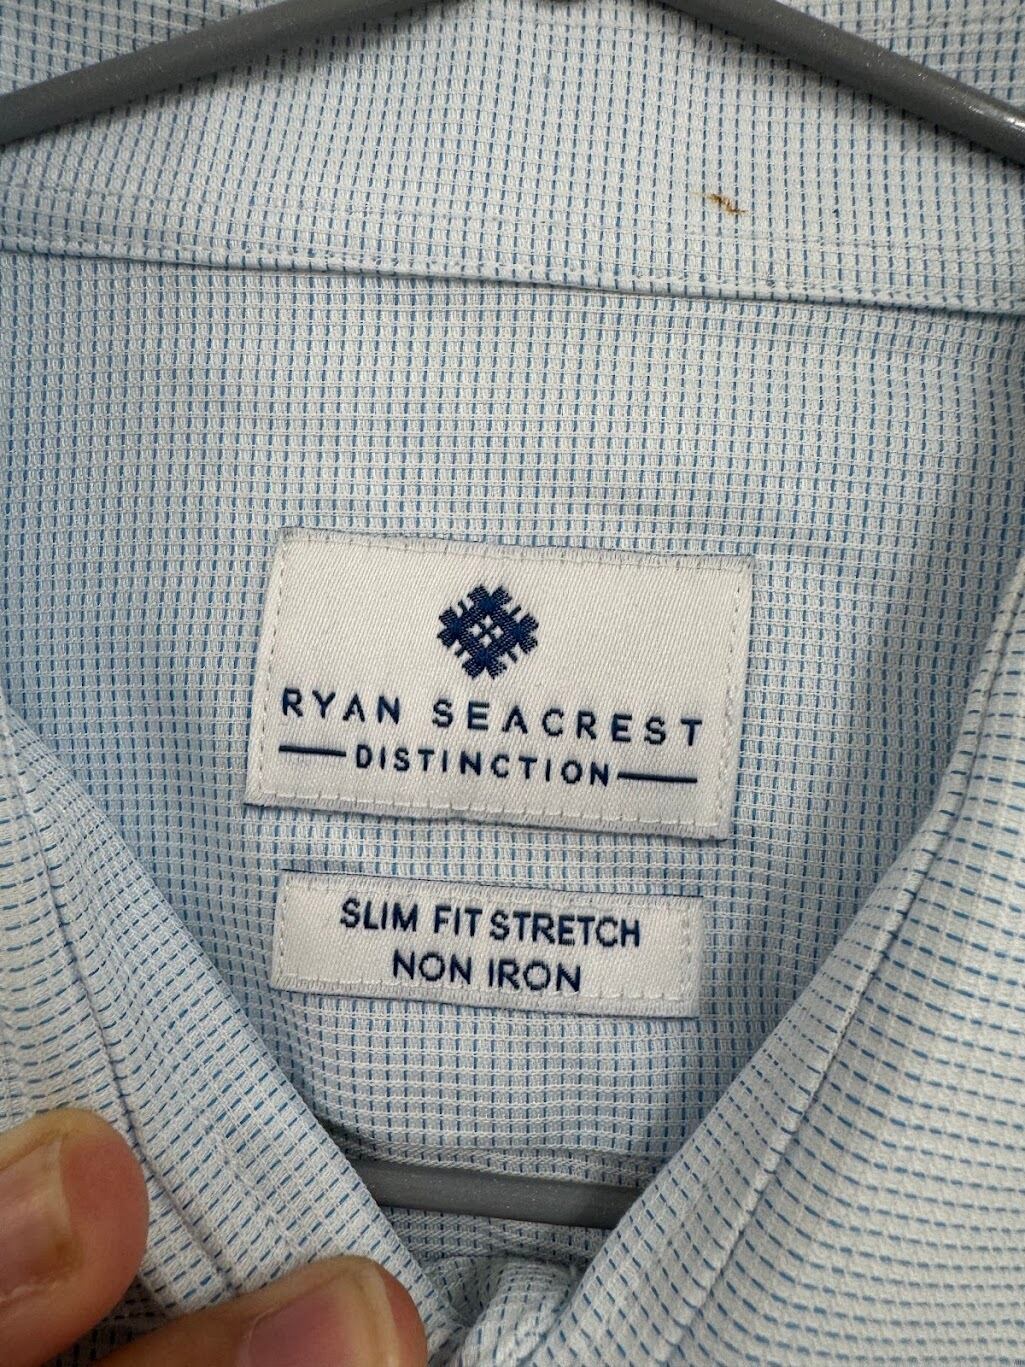 RYAN SEACREST
DISTINCTION
SLIM FIT STRETCH
NON IRON